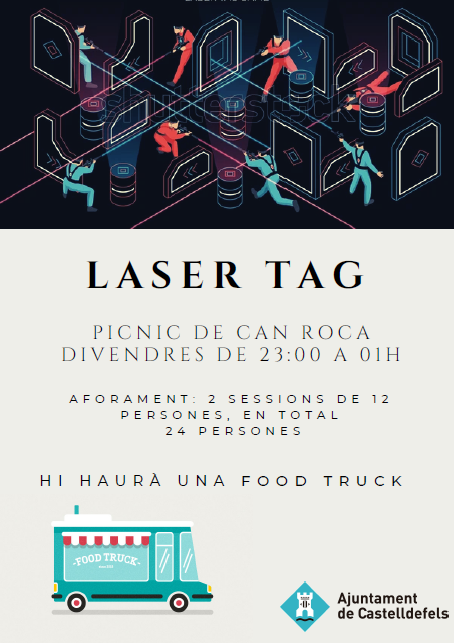 shutterstock
LASER TAG
PICNIC DE CAN ROCA
DIVENDRES DE 23:00 A 01H
AFORAMENT: 2 SESSIONS DE 12
PERSONES, EN TOTAL
24 PERSONES
HI HAURÀ UNA FOOD TRUCK
-FOOD TRUCK-
Ajuntament
de Castelldefels